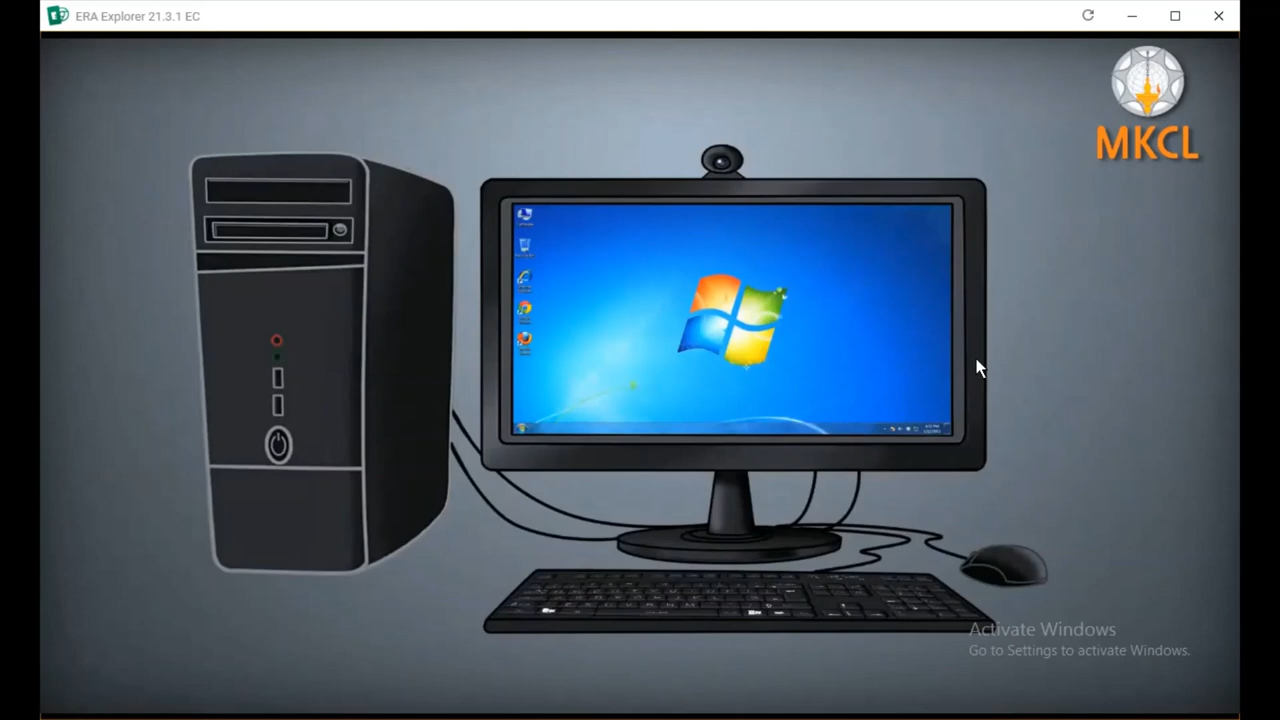 ERA Explorer 21.3.1 EC
MKCL
Activate Windows
Go to Settings to activate Windows.